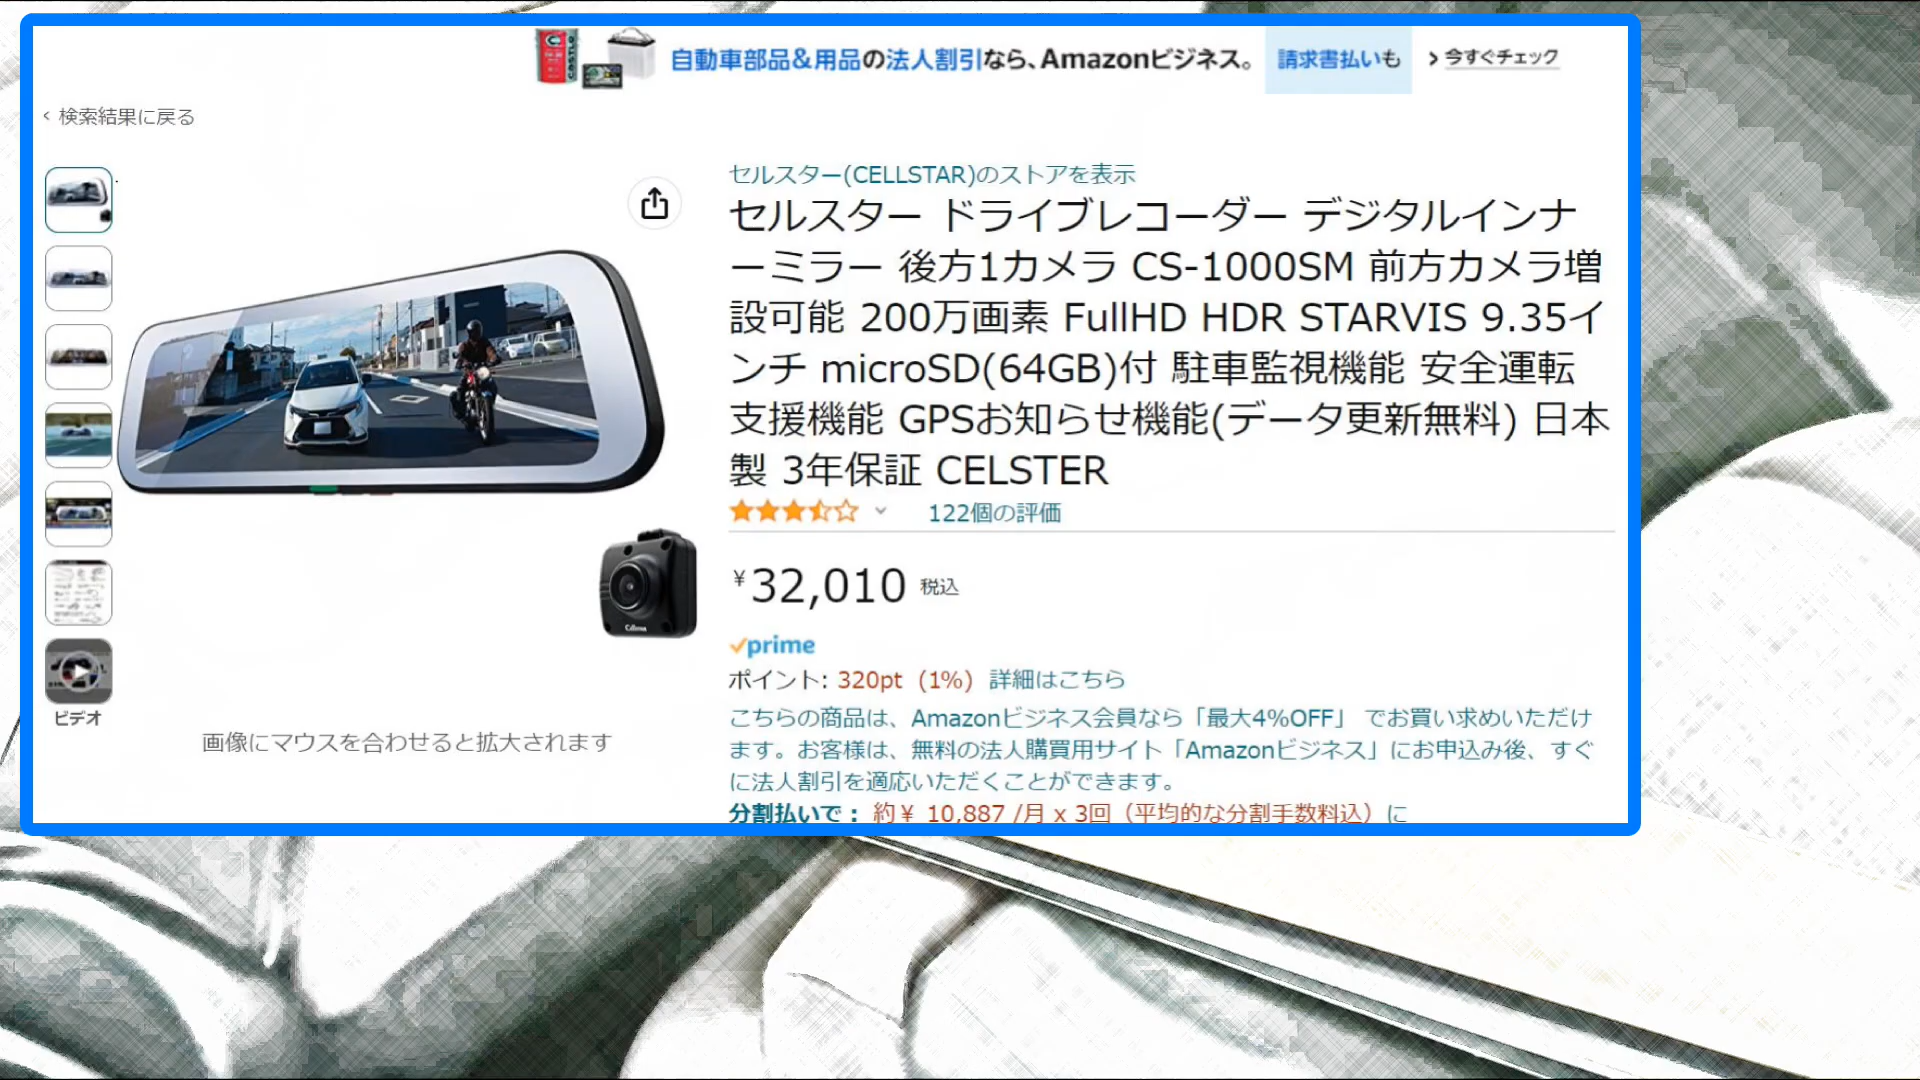 自動車部品&用品の法人割引なら、Amazonビジネス。 請求書払いも › 今すぐチェック
‹ 検索結果に戻る
セルスター(CELLSTAR)のストアを表示
セルスター ドライブレコーダー デジタルインナ
ーミラー 後方1カメラ CS-1000SM 前方カメラ増
設可能 200万画素 FullHD HDR STARVIS 9.35イ
ンチ microSD(64GB)付 駐車監視機能 安全運転
支援機能 GPSお知らせ機能(データ更新無料) 日本
製 3年保証 CELSTER
122個の評価
¥32,010 税込
prime
ポイント: 320pt (1%) 詳細はこちら
こちらの商品は、Amazonビジネス会員なら「最大4%OFF」 でお買い求めいただけ
ます。お客様は、無料の法人購買用サイト「Amazonビジネス」にお申込み後、すぐ
に法人割引を適応いただくことができます。
分割払いで： 約¥ 10,887 /月 x 3回（平均的な分割手数料込）に
ビデオ
画像にマウスを合わせると拡大されます